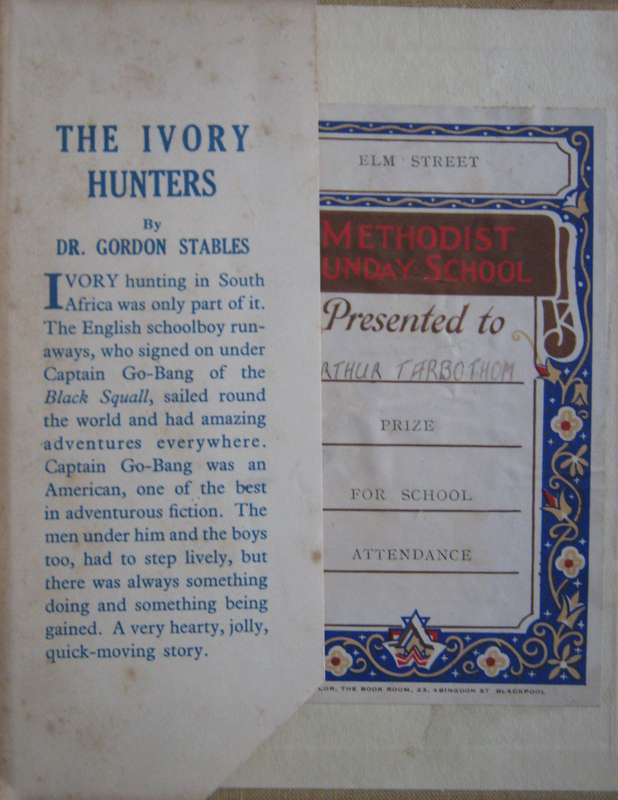 THE IVORY
HUNTERS
By
DR. GORDON STABLES
IVORY hunting in South
Africa was only part of it.
The English schoolboy run-
aways, who signed on under
Captain Go-Bang of the
Black Squall, sailed round
the world and had amazing
adventures everywhere.
Captain Go-Bang was an
American, one of the best
in adventurous fiction. The
men under him and the boys
too, had to step lively, but
there was always something
doing and something being
gained. A very hearty, jolly,
quick-moving story.
ELM STREET
METHODIST
UNDAY-SCHOOL
Presented to
RTHUR TARBOTHOM
PRIZE
FOR SCHOOL
ATTENDANCE
LOR, THE BOOK ROOM, 23, ABINGDON ST BLACKPOOL